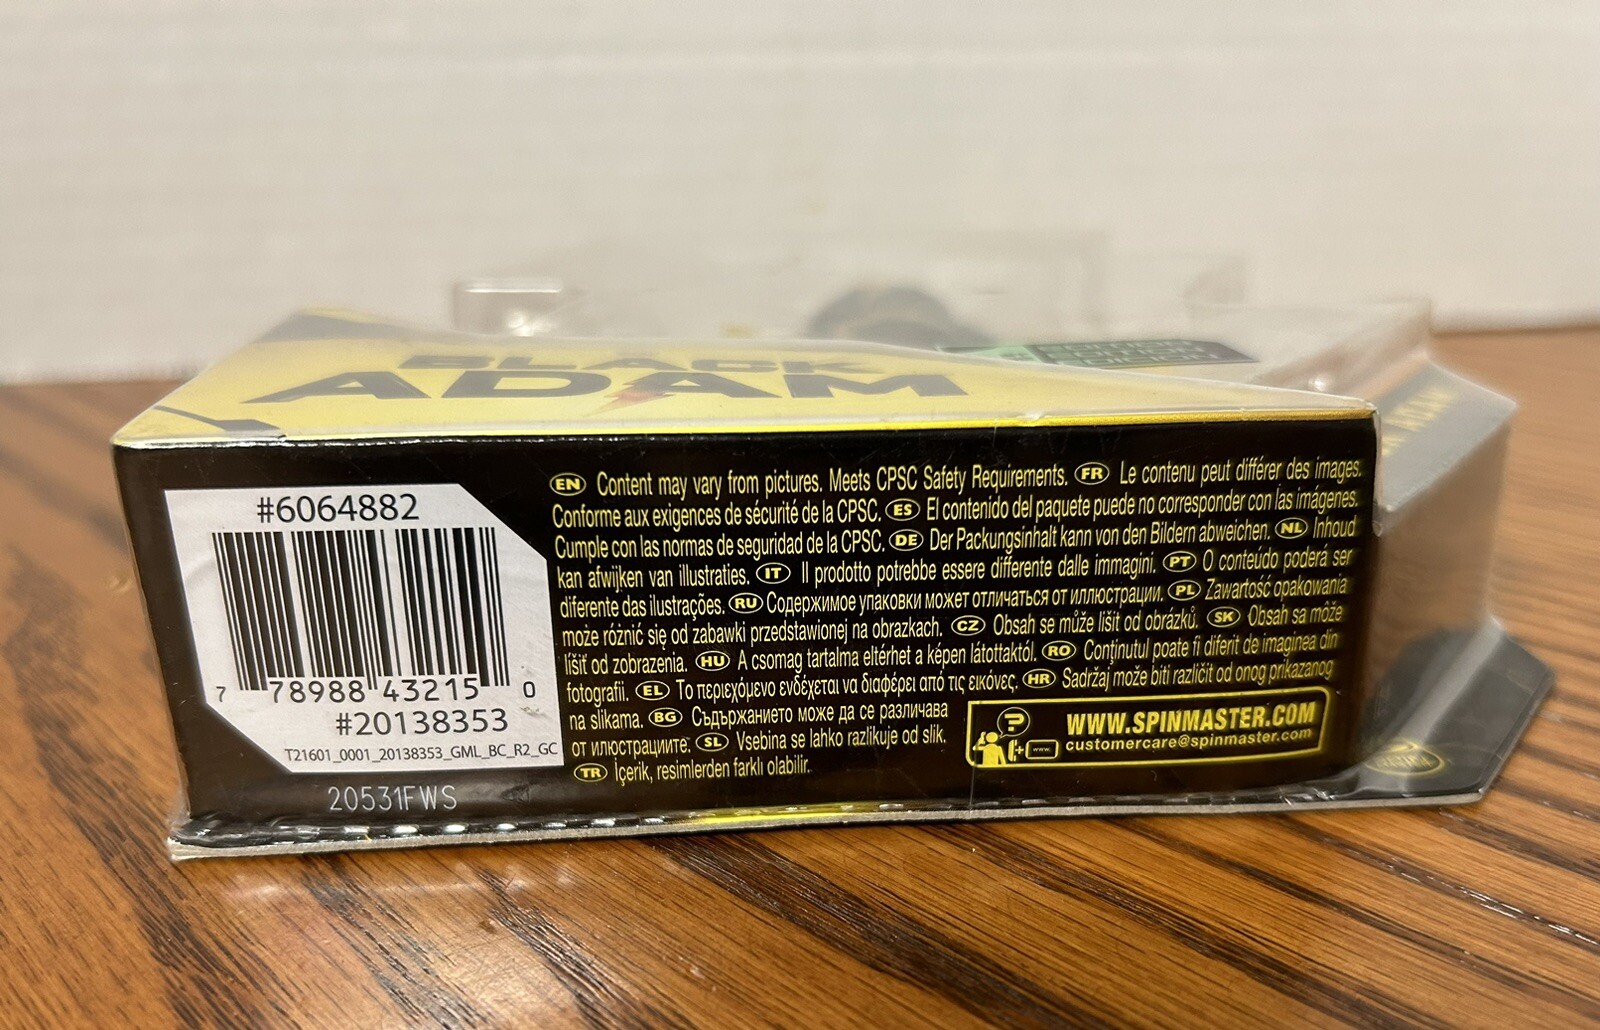 BLACK
ADAM
#6064882
7 78988 43215 0
#20138353
T21601_0001_20138353_GML_BC_R2_GC
20531FWS
EN Content may vary from pictures. Meets CPSC Safety Requirements. FR Le contenu peut différer des images.
Conforme aux exigences de sécurité de la CPSC. ES El contenido del paquete puede no corresponder con las imágenes.
Cumple con las normas de seguridad de la CPSC. DE Der Packungsinhalt kann von den Bildern abweichen. NL Inhoud
kan afwijken van illustraties. IT Il prodotto potrebbe essere differente dalle immagini. PT O conteúdo poderá ser
diferente das ilustrações. RU Содержимое упаковки может отличаться от иллюстрации. PL Zawartość opakowania
może różnić się od zabawki przedstawionej na obrazkach. CZ Obsah se může lišit od obrázků. SK Obsah sa môže
líšiť od zobrazenia. HU A csomag tartalma eltérhet a képen látottaktól. RO Conţinutul poate fi diferit de imaginea din
fotografii. EL Το περιεχόμενο ενδέχεται να διαφέρει από τις εικόνες. HR Sadržaj može biti različit od onog prikazanog
na slikama. BG Съдържанието може да се различава
от илюстрациите. SL Vsebina se lahko razlikuje od slik.
TR İçerik, resimlerden farklı olabilir.
?
www.
WWW.SPINMASTER.COM
customercare@spinmaster.com
ADAM